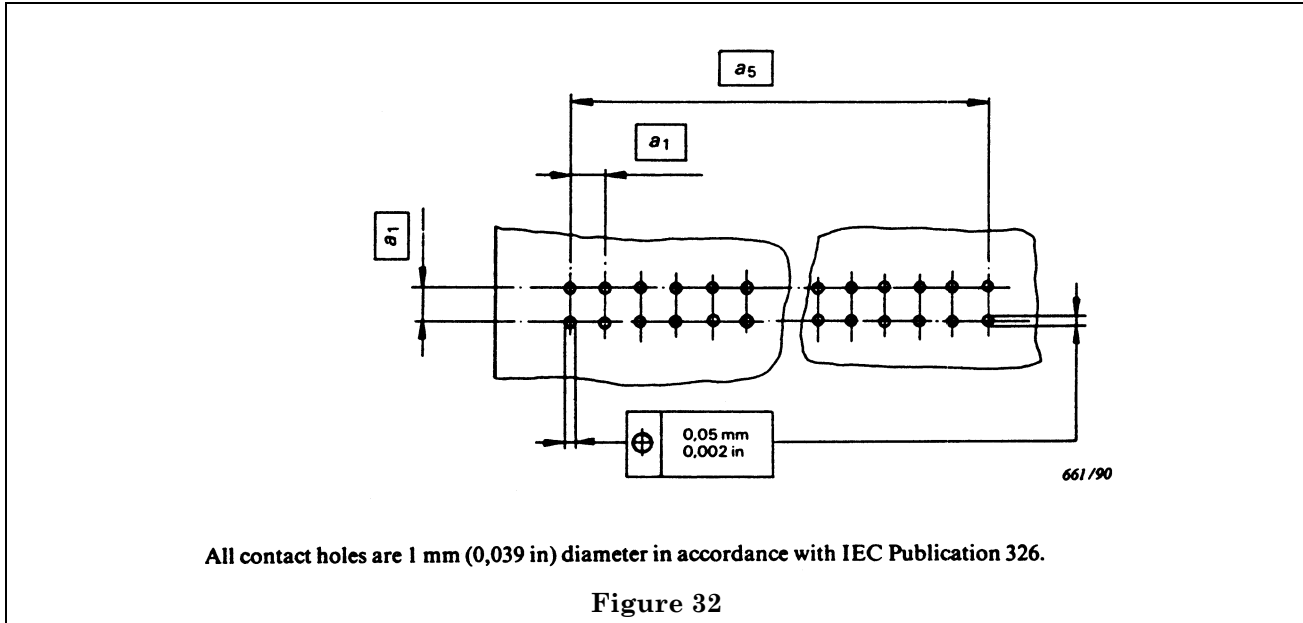 a5
a1
a1
0,05 mm
0,002 in
661/90
All contact holes are 1 mm (0,039 in) diameter in accordance with IEC Publication 326.
Figure 32